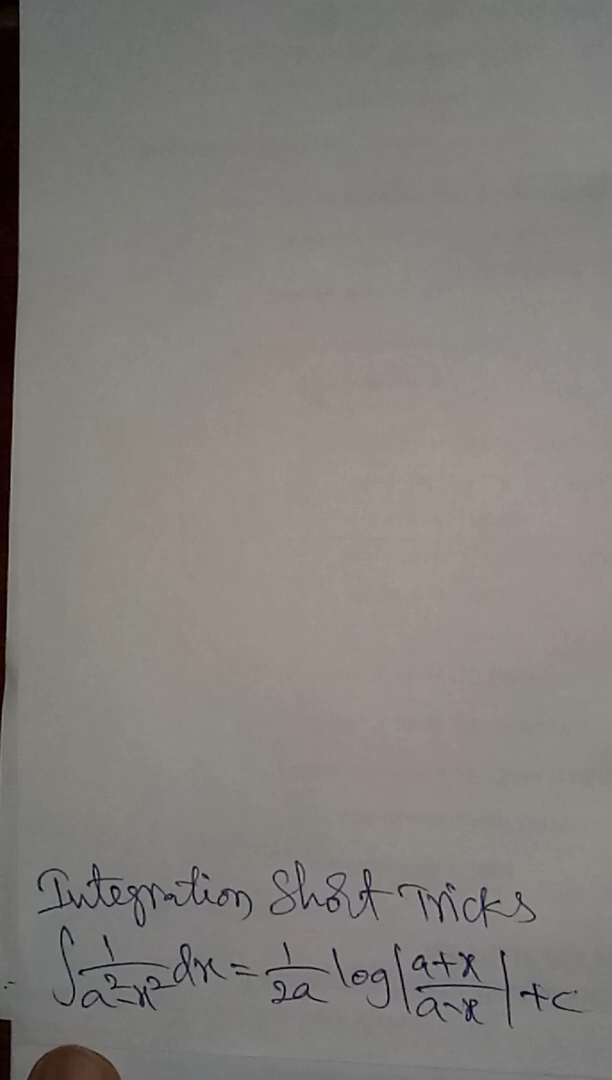 Integration Short Tricks
∫ 1/(a²-x²) dx = 1/2a log|(a+x)/(a-x)| + c